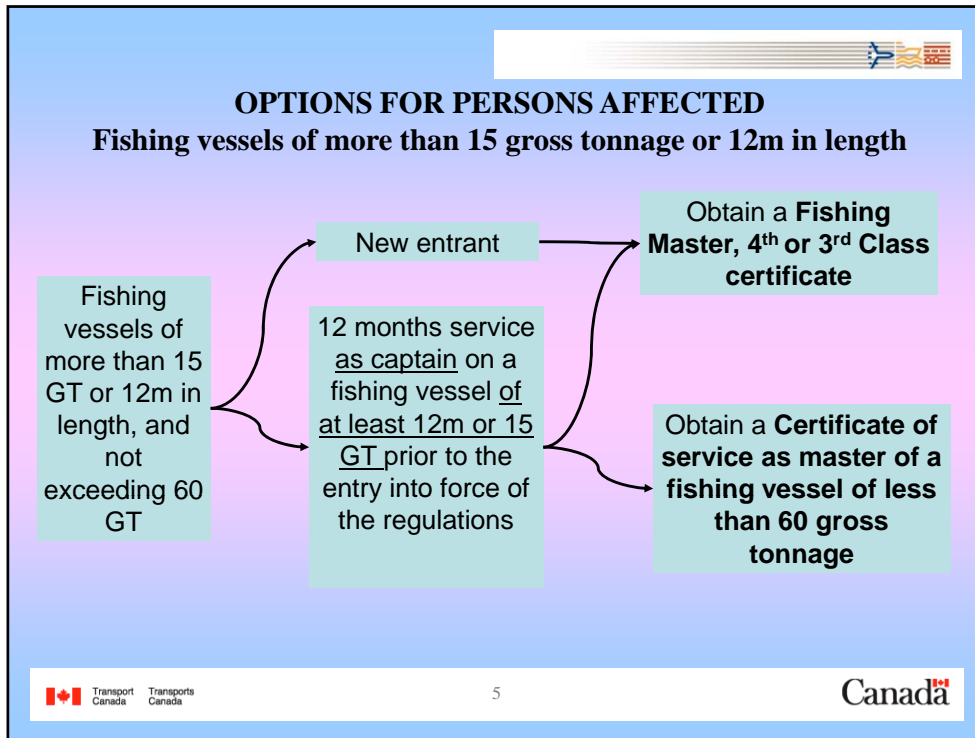 OPTIONS FOR PERSONS AFFECTED
Fishing vessels of more than 15 gross tonnage or 12m in length
Fishing
vessels of
more than 15
GT or 12m in
length, and
not
exceeding 60
GT
New entrant
12 months service
as captain on a
fishing vessel of
at least 12m or 15
GT prior to the
entry into force of
the regulations
Obtain a Fishing
Master, 4th or 3rd Class
certificate
Obtain a Certificate of
service as master of a
fishing vessel of less
than 60 gross
tonnage
Transport Transports
Canada Canada
5
Canada